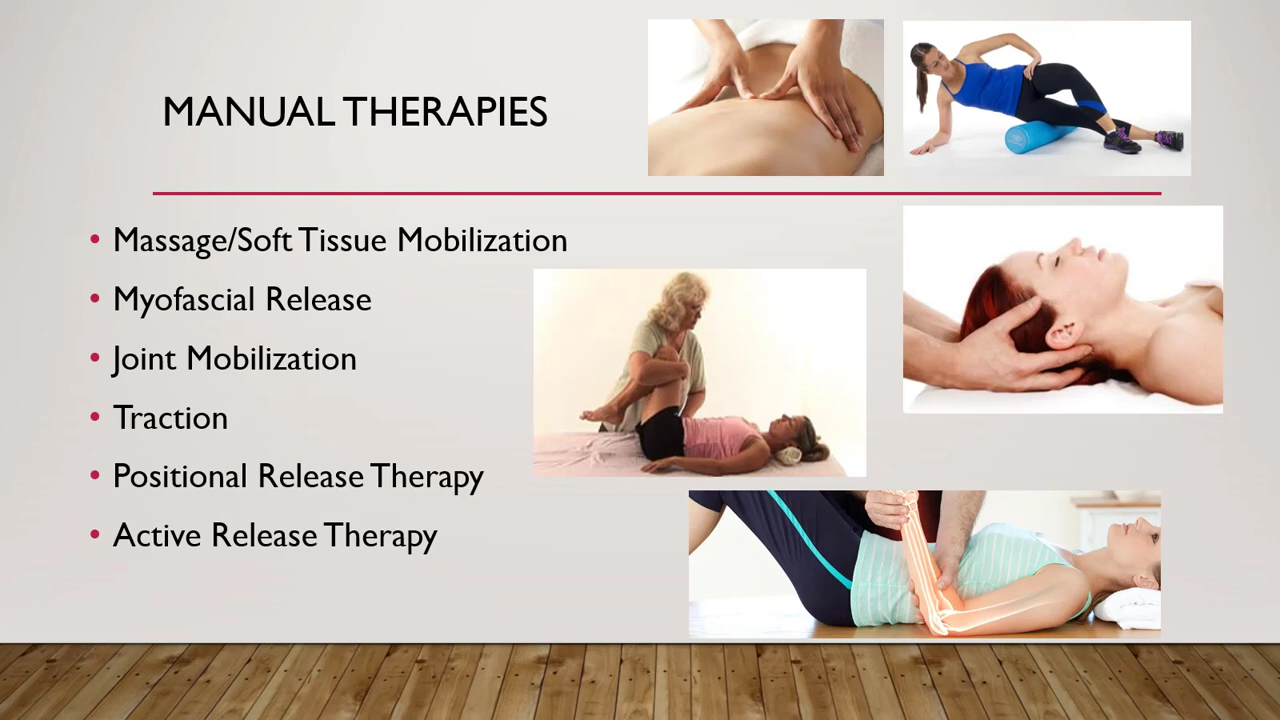 MANUAL THERAPIES
• Massage/Soft Tissue Mobilization
• Myofascial Release
• Joint Mobilization
• Traction
• Positional Release Therapy
• Active Release Therapy